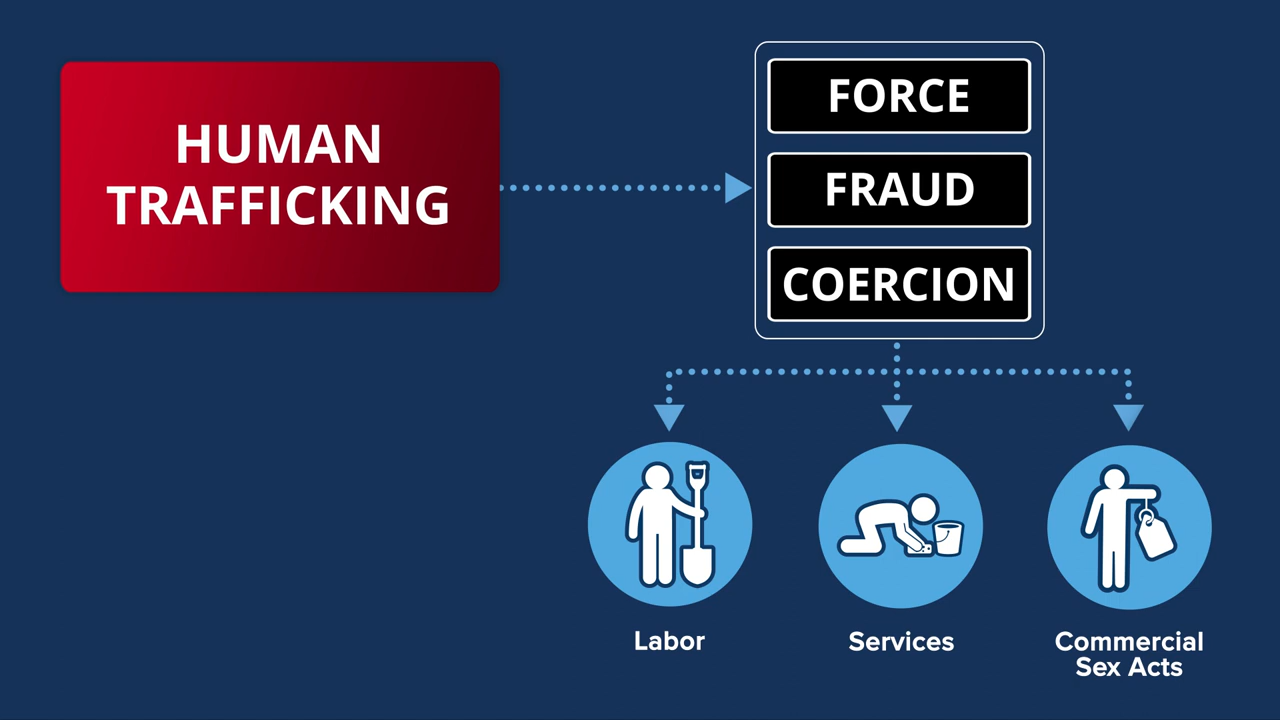 HUMAN
TRAFFICKING
FORCE
FRAUD
COERCION
Labor
Services
Commercial
Sex Acts